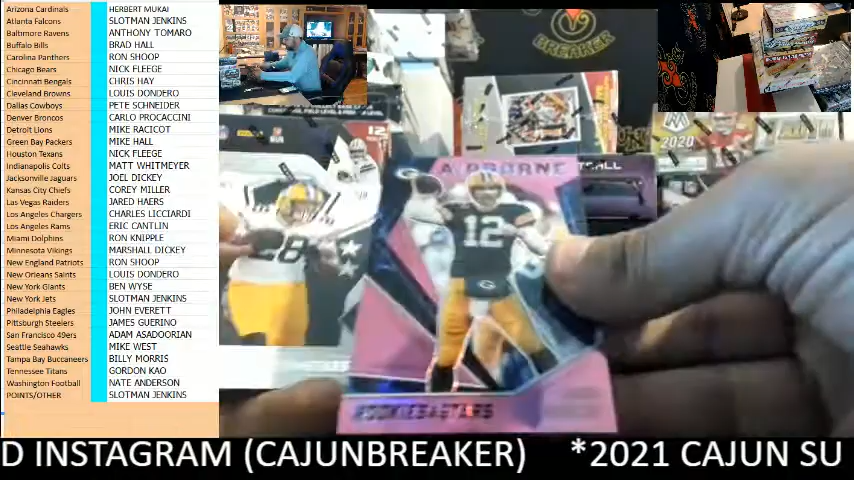 Arizona Cardinals HERBERT MUKAI
Atlanta Falcons SLOTMAN JENKINS
Baltimore Ravens ANTHONY TOMARO
Buffalo Bills BRAD HALL
Carolina Panthers RON SHOOP
Chicago Bears NICK FLEEGE
Cincinnati Bengals CHRIS HAY
Cleveland Browns LOUIS DONDERO
Dallas Cowboys PETE SCHNEIDER
Denver Broncos CARLO PROCACCINI
Detroit Lions MIKE RACICOT
Green Bay Packers MIKE HALL
Houston Texans NICK FLEEGE
Indianapolis Colts MATT WHITMEYER
Jacksonville Jaguars JOEL DICKEY
Kansas City Chiefs COREY MILLER
Las Vegas Raiders JARED HAERS
Los Angeles Chargers CHARLES LICCIARDI
Los Angeles Rams ERIC CANTLIN
Miami Dolphins RON KNIPPLE
Minnesota Vikings MARSHALL DICKEY
New England Patriots RON SHOOP
New Orleans Saints LOUIS DONDERO
New York Giants BEN WYSE
New York Jets SLOTMAN JENKINS
Philadelphia Eagles JOHN EVERETT
Pittsburgh Steelers JAMES GUERINO
San Francisco 49ers ADAM ASADOORIAN
Seattle Seahawks MIKE WEST
Tampa Bay Buccaneers BILLY MORRIS
Tennessee Titans GORDON KAO
Washington Football NATE ANDERSON
POINTS/OTHER SLOTMAN JENKINS
BREAKER
12
2020
AIRBORNE
12
28
G
ROOKIES&STARS
D INSTAGRAM (CAJUNBREAKER) *2021 CAJUN SU